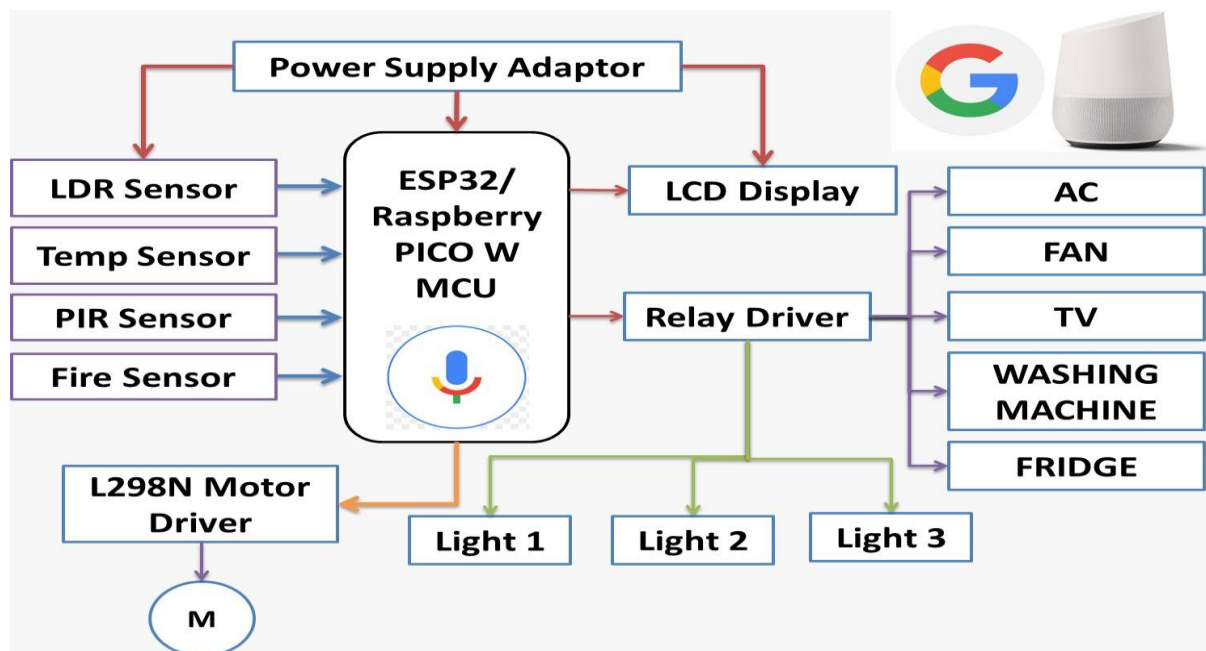 Power Supply Adaptor
LDR Sensor
Temp Sensor
PIR Sensor
Fire Sensor
ESP32/
Raspberry
PICO W
MCU
LCD Display
Relay Driver
AC
FAN
TV
WASHING
MACHINE
FRIDGE
L298N Motor
Driver
M
Light 1
Light 2
Light 3
G